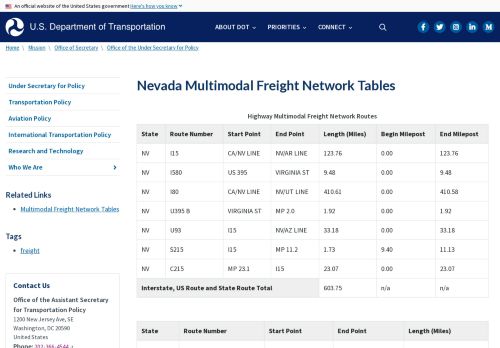 An official website of the United States government Here's how you know
U.S. Department of Transportation
ABOUT DOT PRIORITIES CONNECT
Home \ Mission \ Office of Secretary \ Office of the Under Secretary for Policy
Under Secretary for Policy
Transportation Policy
Aviation Policy
International Transportation Policy
Research and Technology
Who We Are
Related Links
Multimodal Freight Network Tables
Tags
freight
Contact Us
Office of the Assistant Secretary
for Transportation Policy
1200 New Jersey Ave, SE
Washington, DC 20590
United States
Phone: 202-366-4544
Nevada Multimodal Freight Network Tables
Highway Multimodal Freight Network Routes
State Route Number Start Point End Point Length (Miles) Begin Milepost End Milepost
NV I15 CA/NV LINE NV/AR LINE 123.76 0.00 123.76
NV I580 US 395 VIRGINIA ST 9.48 0.00 9.48
NV I80 CA/NV LINE NV/UT LINE 410.61 0.00 410.58
NV U395 B VIRGINIA ST MP 2.0 1.92 0.00 1.92
NV U93 I15 NV/AZ LINE 33.18 0.00 33.18
NV S215 I15 MP 11.2 1.73 9.40 11.13
NV C215 MP 23.1 I15 23.07 0.00 23.07
Interstate, US Route and State Route Total 603.75 n/a n/a
State Route Number Start Point End Point Length (Miles)